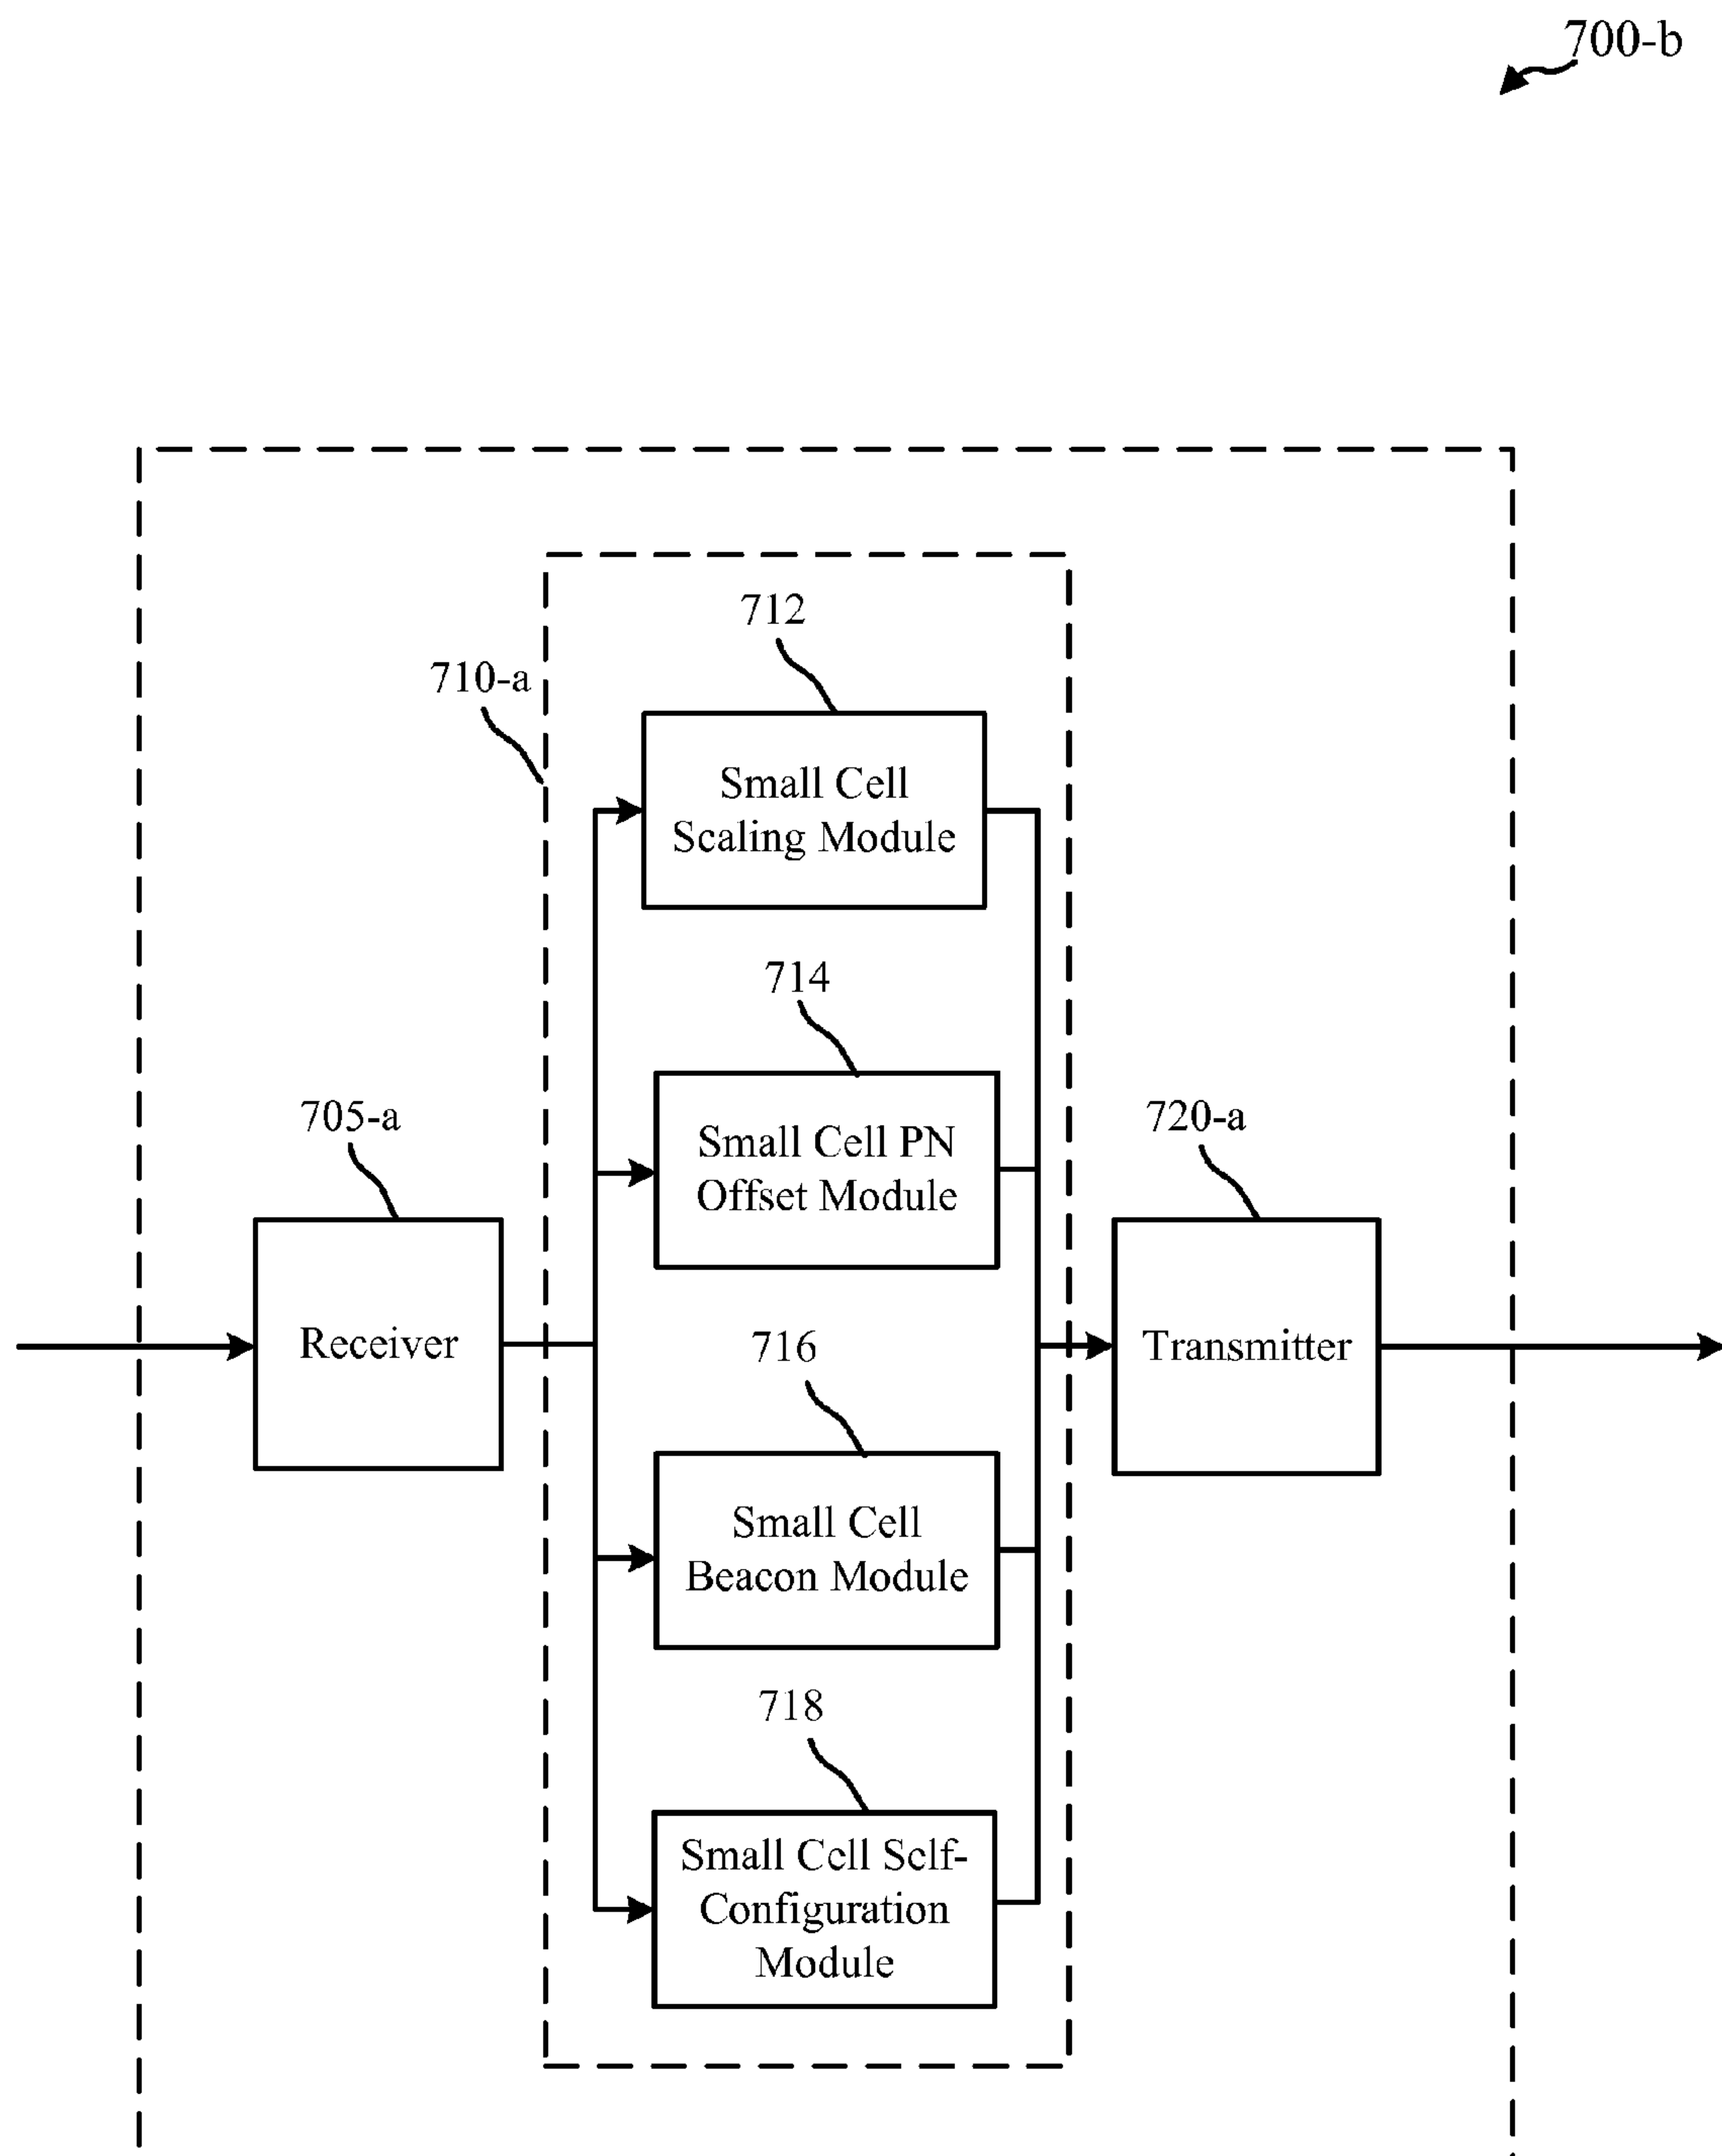 700-b
712
710-a
Small Cell
Scaling Module
714
Small Cell PN
Offset Module
705-a
720-a
Receiver
716
Transmitter
Small Cell
Beacon Module
718
Small Cell Self-
Configuration
Module